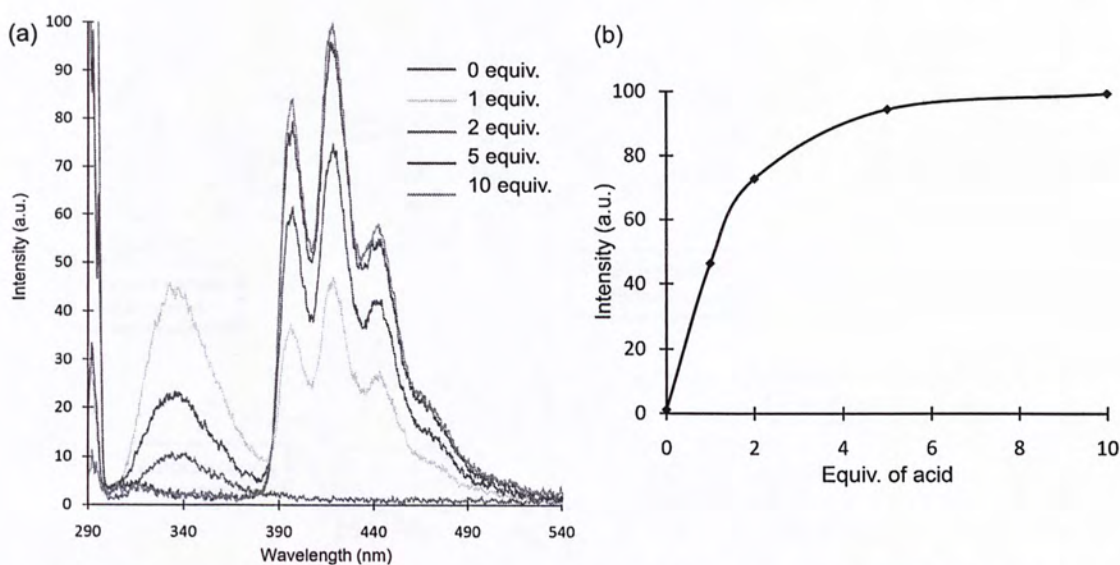 (a)
Intensity (a.u.)
100
90
80
70
60
50
40
30
20
10
0
290
340
390
440
490
540
Wavelength (nm)
0 equiv.
1 equiv.
2 equiv.
5 equiv.
10 equiv.
(b)
Intensity (a.u.)
100
80
60
40
20
0
0
2
4
6
8
10
Equiv. of acid